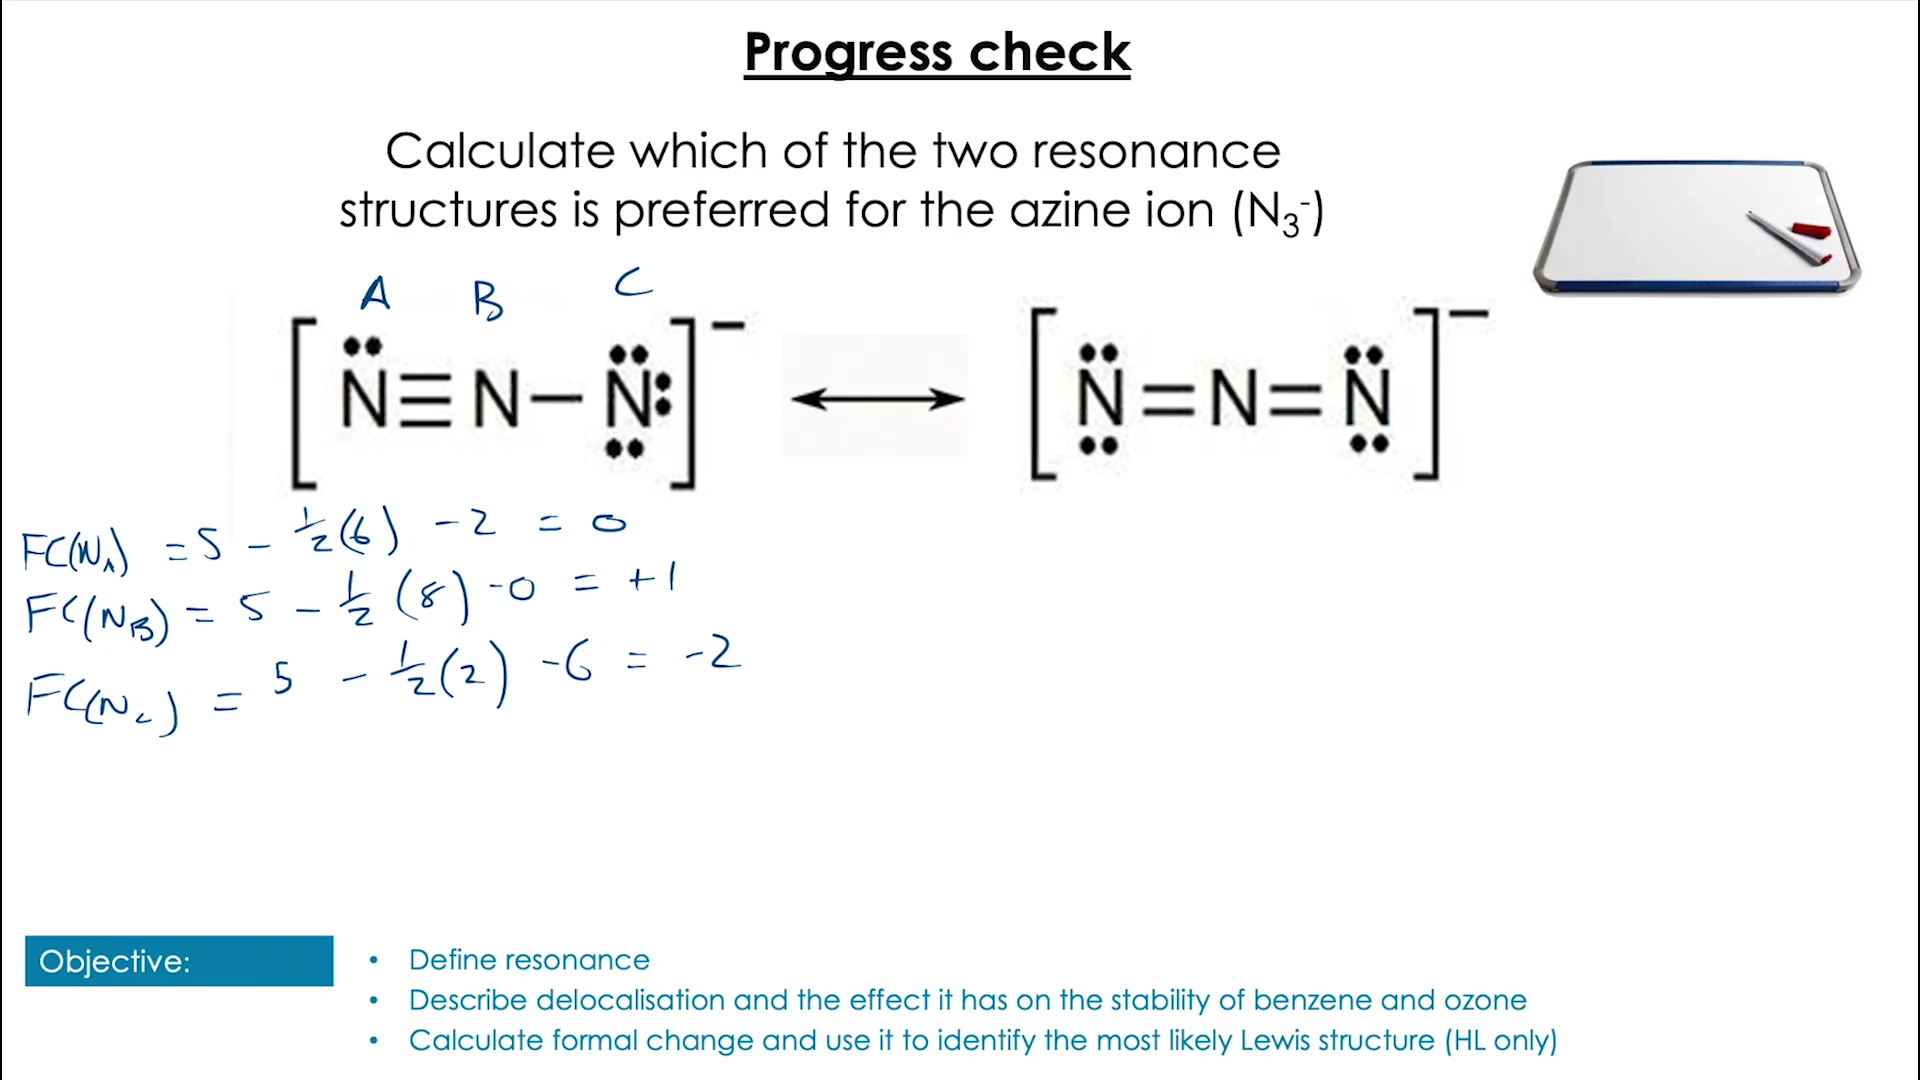 Progress check
Calculate which of the two resonance
structures is preferred for the azine ion (N₃⁻)
A B C
[N≡N−N]⁻ ↔ [N=N=N]⁻
FC(N_A) = 5 - ½(6) - 2 = 0
FC(N_B) = 5 - ½(8) - 0 = +1
FC(N_C) = 5 - ½(2) - 6 = -2
Objective:
• Define resonance
• Describe delocalisation and the effect it has on the stability of benzene and ozone
• Calculate formal change and use it to identify the most likely Lewis structure (HL only)